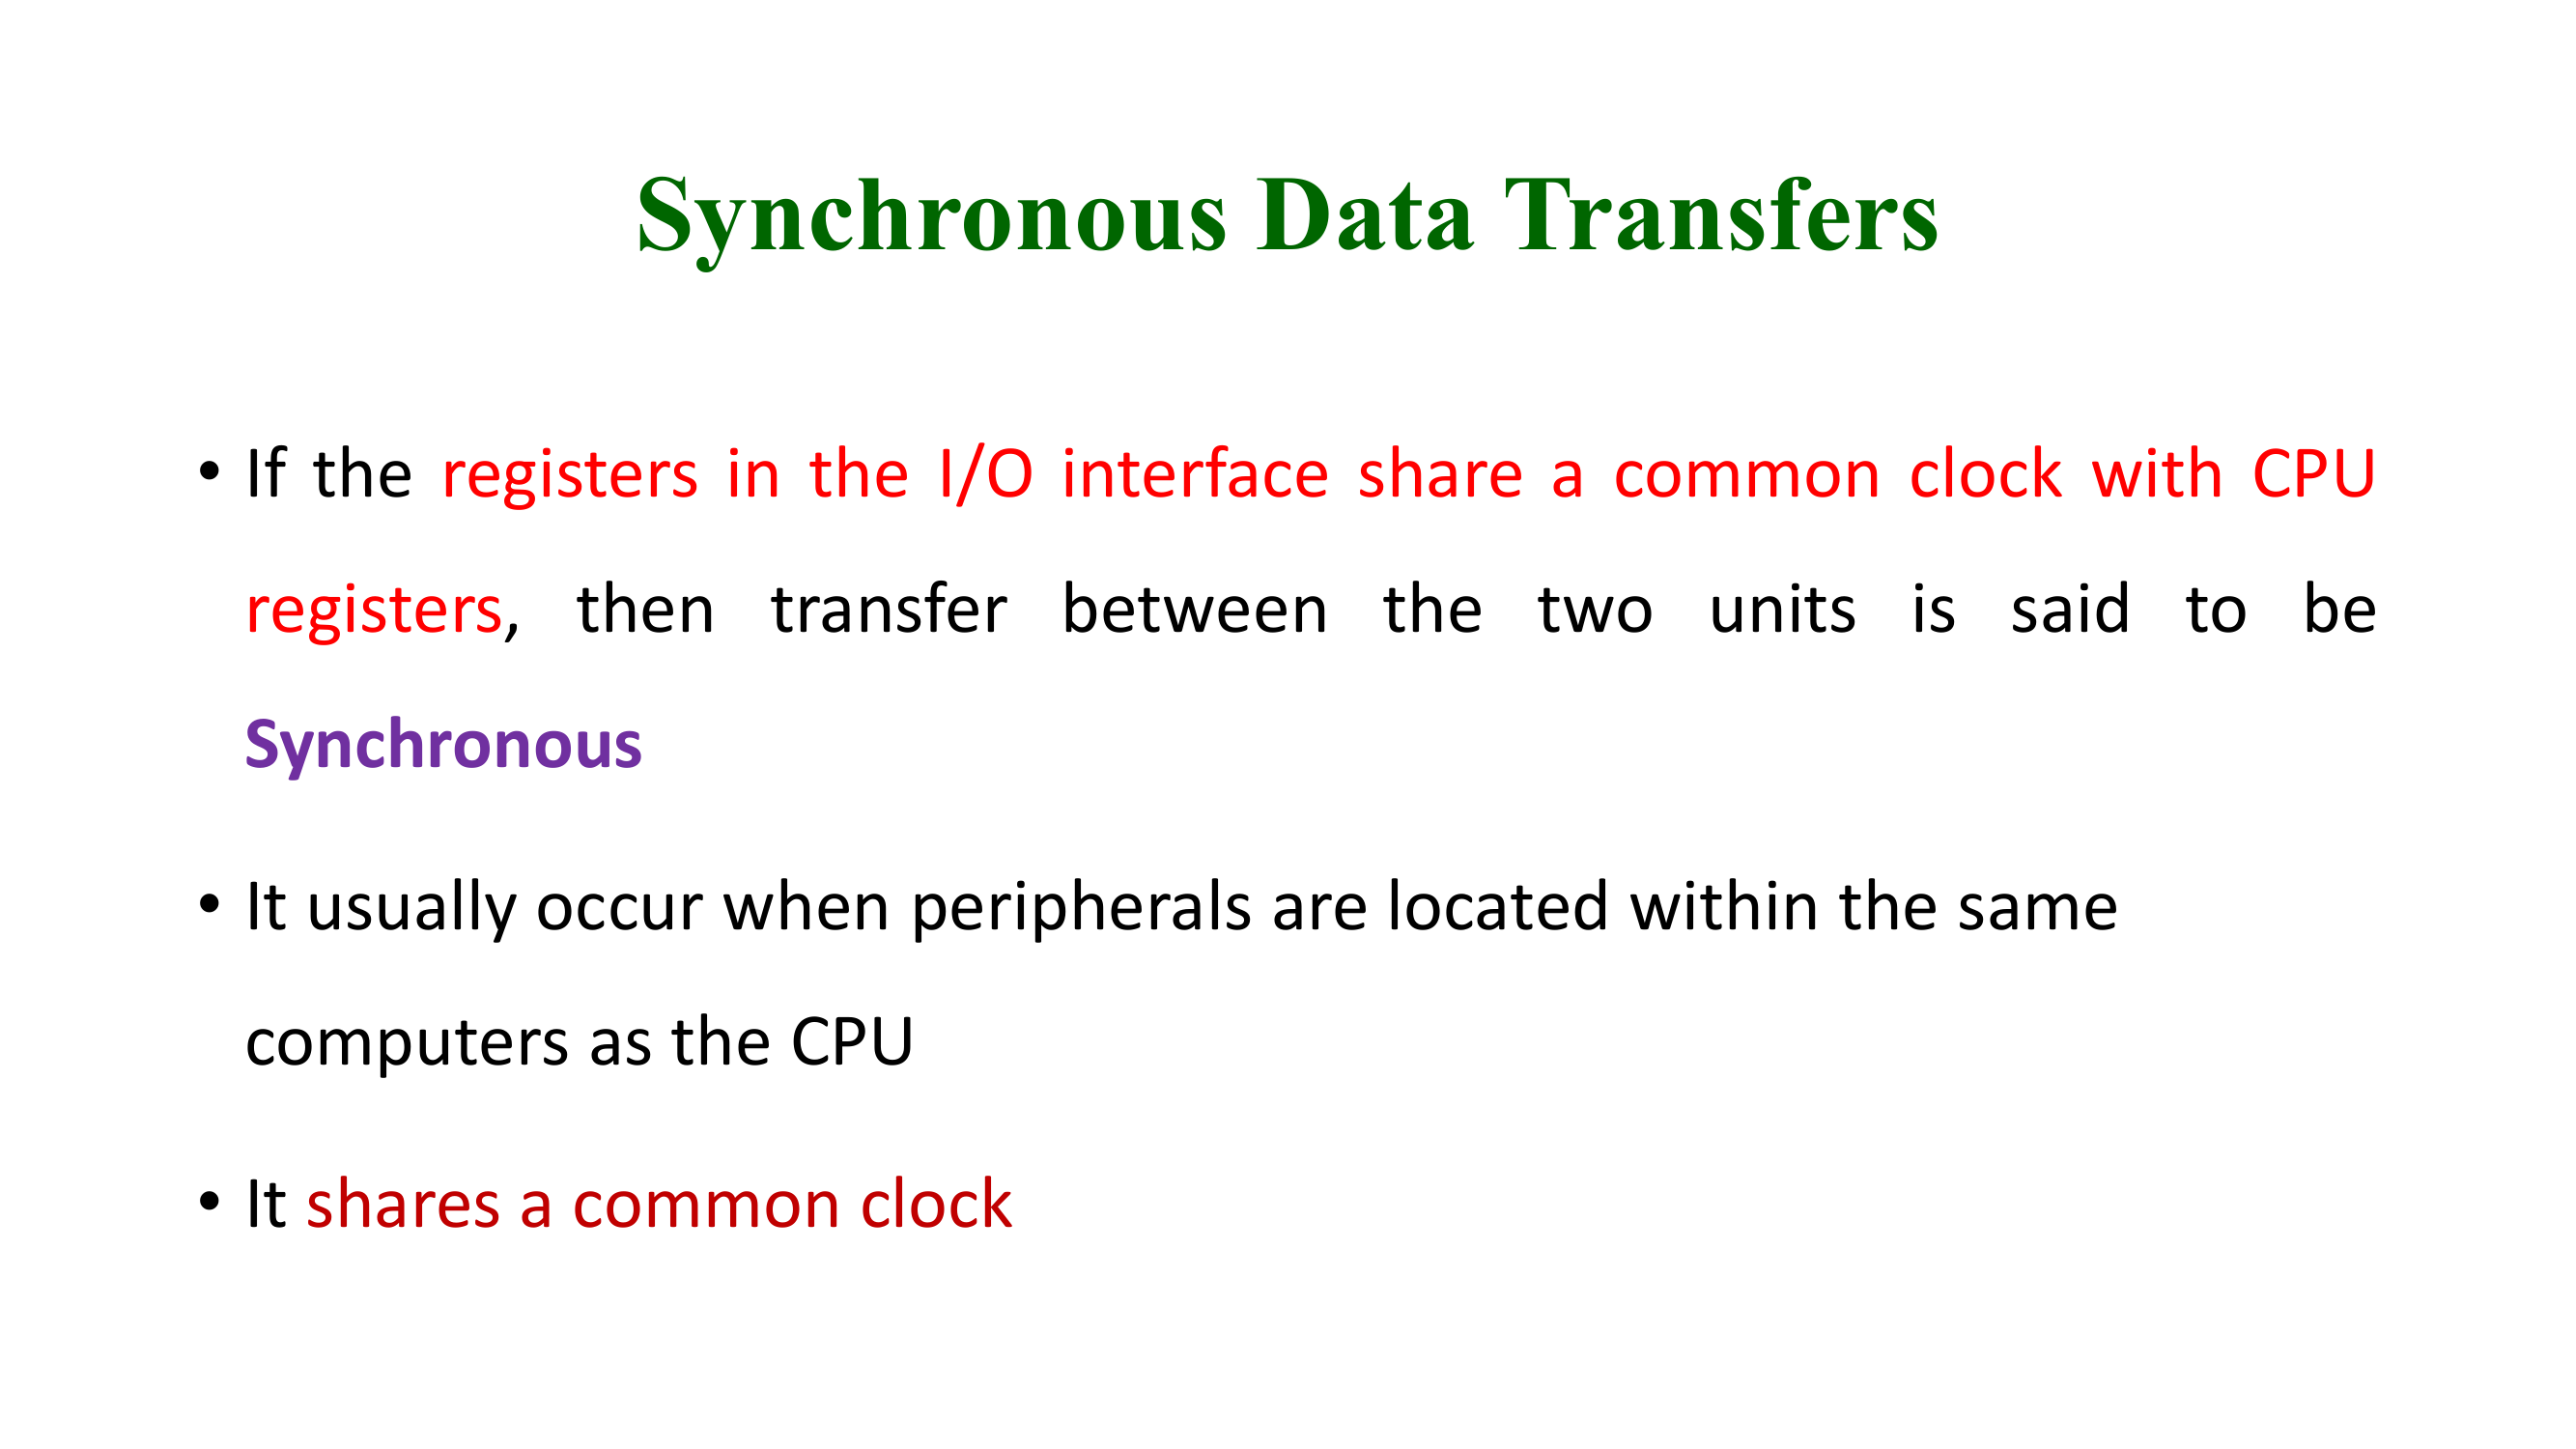 Synchronous Data Transfers
• If the registers in the I/O interface share a common clock with CPU
registers, then transfer between the two units is said to be
Synchronous
• It usually occur when peripherals are located within the same
computers as the CPU
• It shares a common clock